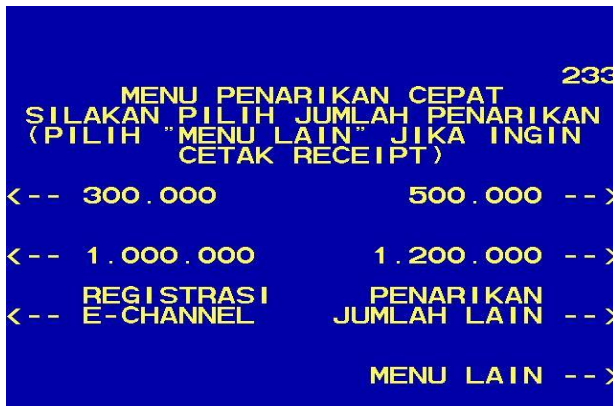 233
MENU PENARIKAN CEPAT
SILAKAN PILIH JUMLAH PENARIKAN
(PILIH "MENU LAIN" JIKA INGIN
CETAK RECEIPT)
<-- 300.000 500.000 -->
<-- 1.000.000 1.200.000 -->
REGISTRASI PENARIKAN
<-- E-CHANNEL JUMLAH LAIN -->
MENU LAIN -->